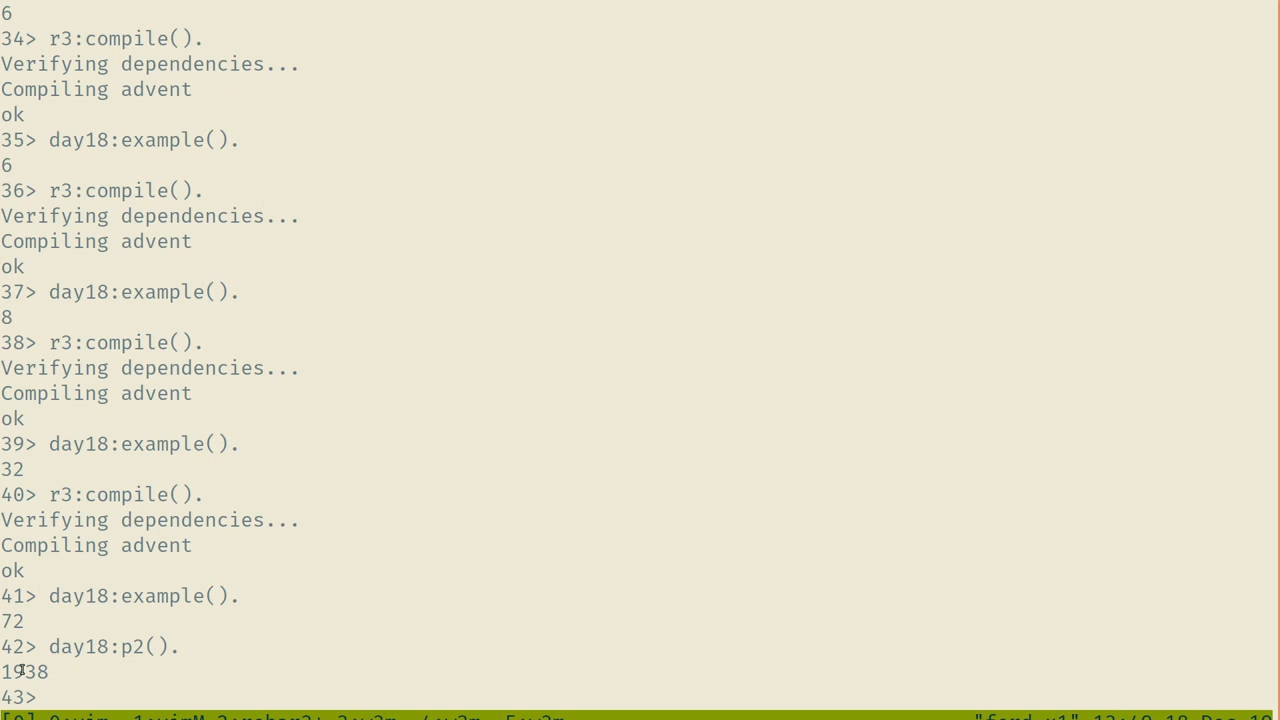 6
34> r3:compile().
Verifying dependencies...
Compiling advent
ok
35> day18:example().
6
36> r3:compile().
Verifying dependencies...
Compiling advent
ok
37> day18:example().
8
38> r3:compile().
Verifying dependencies...
Compiling advent
ok
39> day18:example().
32
40> r3:compile().
Verifying dependencies...
Compiling advent
ok
41> day18:example().
72
42> day18:p2().
1938
43>